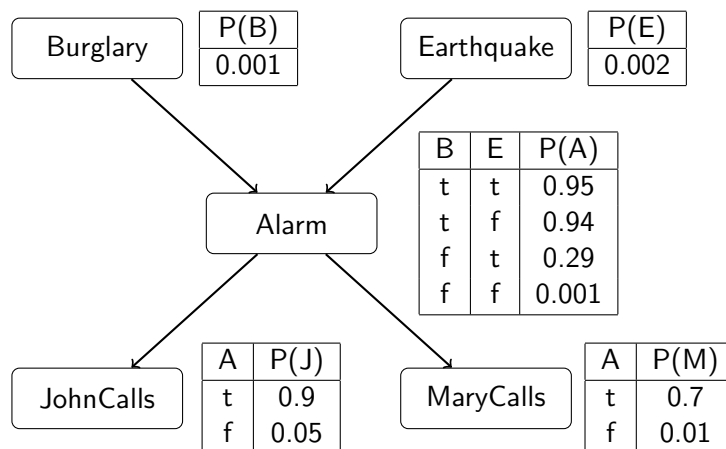 Burglary
P(B)
0.001
Earthquake
P(E)
0.002
B E P(A)
t t 0.95
t f 0.94
f t 0.29
f f 0.001
Alarm
JohnCalls
A P(J)
t 0.9
f 0.05
MaryCalls
A P(M)
t 0.7
f 0.01